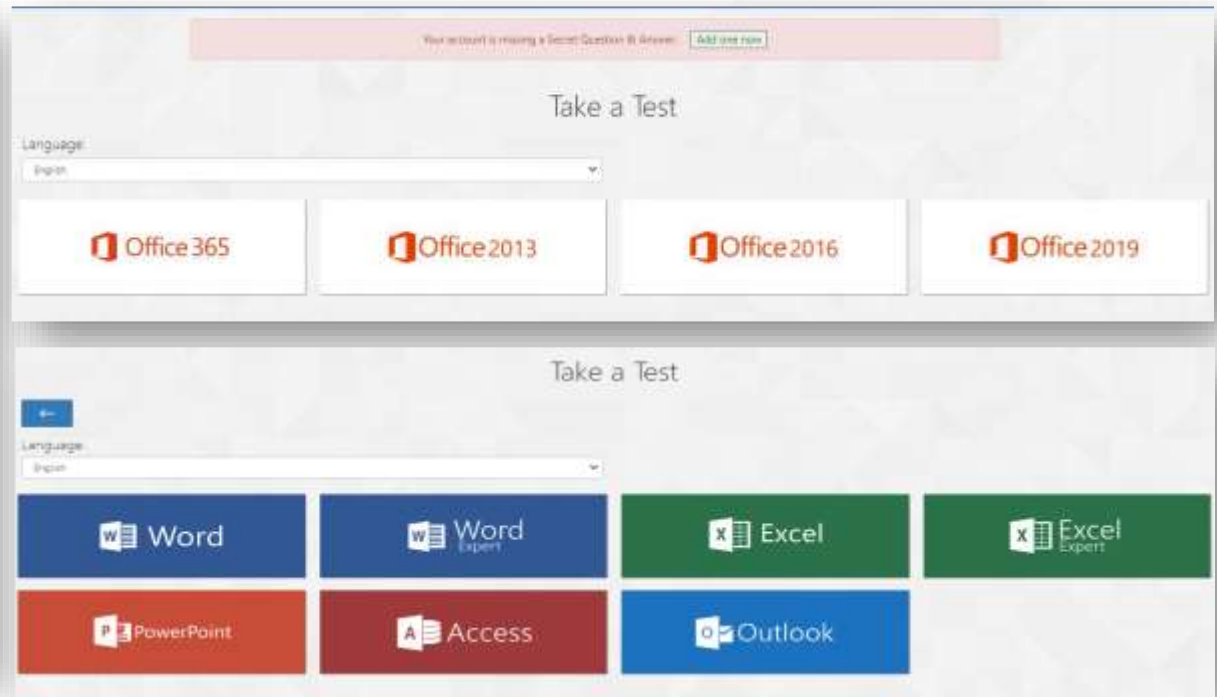 Your account is missing a Secret Question & Answer. Add one now
Take a Test
Language:
English
Office 365
Office 2013
Office 2016
Office 2019
Take a Test
Language:
English
Word
Word
Expert
Excel
Excel
Expert
PowerPoint
Access
Outlook